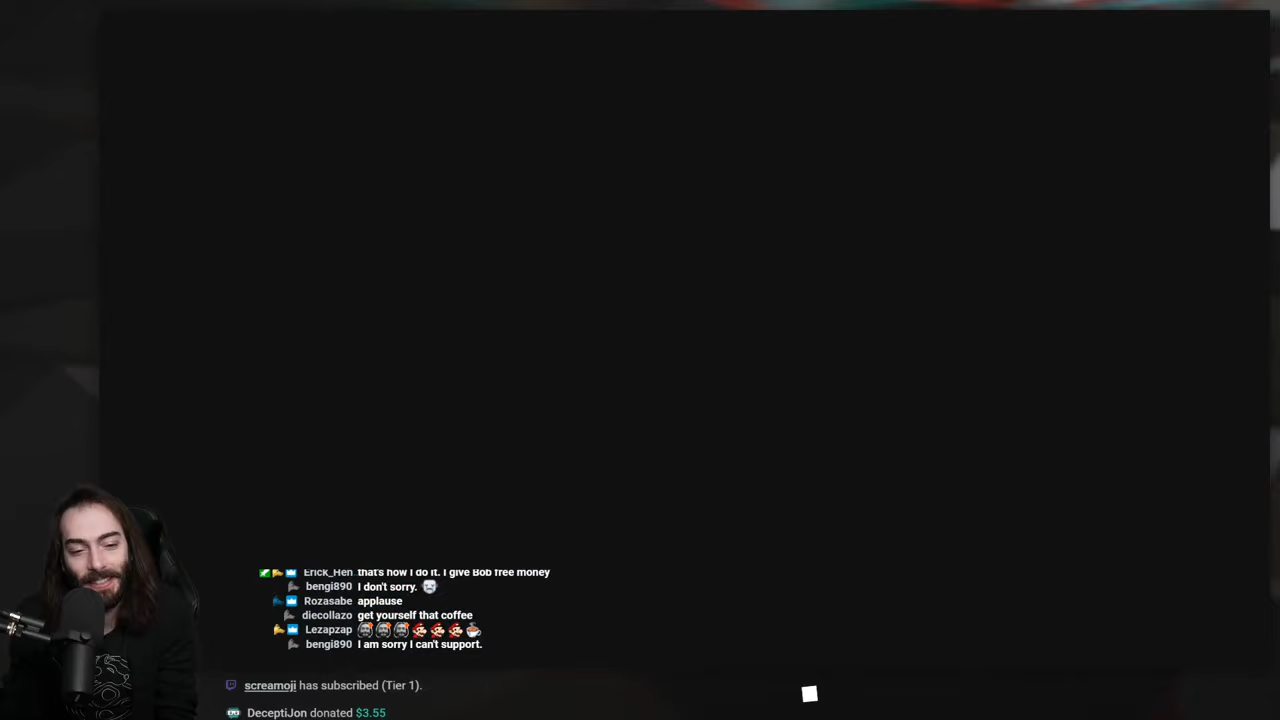 Erick_Hen that's how I do it. I give Bob free money
bengi890 I don't sorry.
Rozasabe applause
diecollazo get yourself that coffee
Lezapzap
bengi890 I am sorry I can't support.
screamoji has subscribed (Tier 1).
DeceptiJon donated $3.55